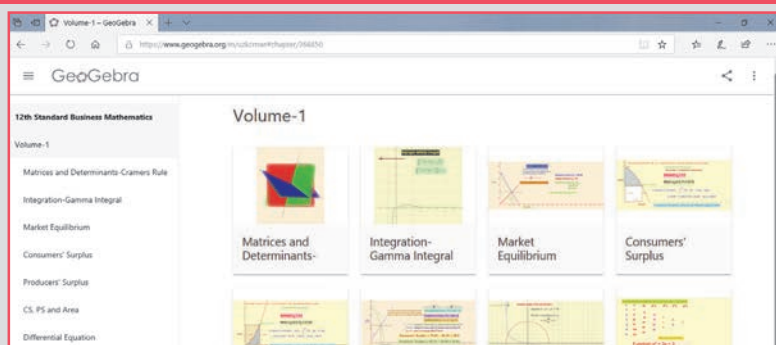 Volume-1 – GeoGebra
https://www.geogebra.org/m/
GeoGebra
12th Standard Business Mathematics
Volume-1
Matrices and Determinants-Cramers Rule
Integration-Gamma Integral
Market Equilibrium
Consumers' Surplus
Producers' Surplus
CS, PS and Area
Differential Equation
Volume-1
Matrices and
Determinants-
Integration-
Gamma Integral
Market
Equilibrium
Consumers'
Surplus